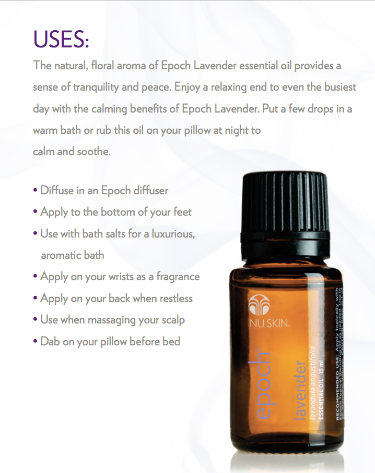 USES:
The natural, floral aroma of Epoch Lavender essential oil provides a
sense of tranquility and peace. Enjoy a relaxing end to even the busiest
day with the calming benefits of Epoch Lavender. Put a few drops in a
warm bath or rub this oil on your pillow at night to
calm and soothe.
• Diffuse in an Epoch diffuser
• Apply to the bottom of your feet
• Use with bath salts for a luxurious,
aromatic bath
• Apply on your wrists as a fragrance
• Apply on your back when restless
• Use when massaging your scalp
• Dab on your pillow before bed
NU SKIN
epoch
lavender
ESSENTIAL OIL